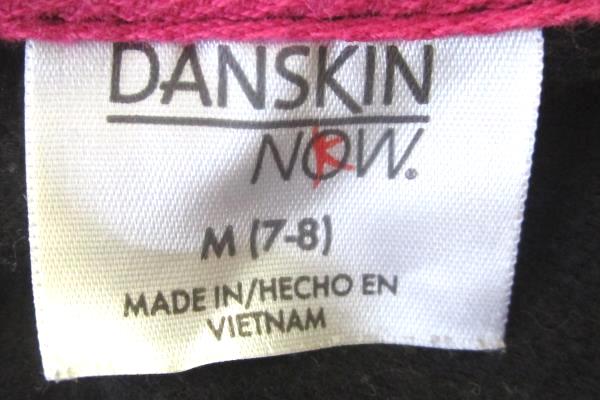 DANSKIN
NOW®
K
M (7-8)
MADE IN/HECHO EN
VIETNAM